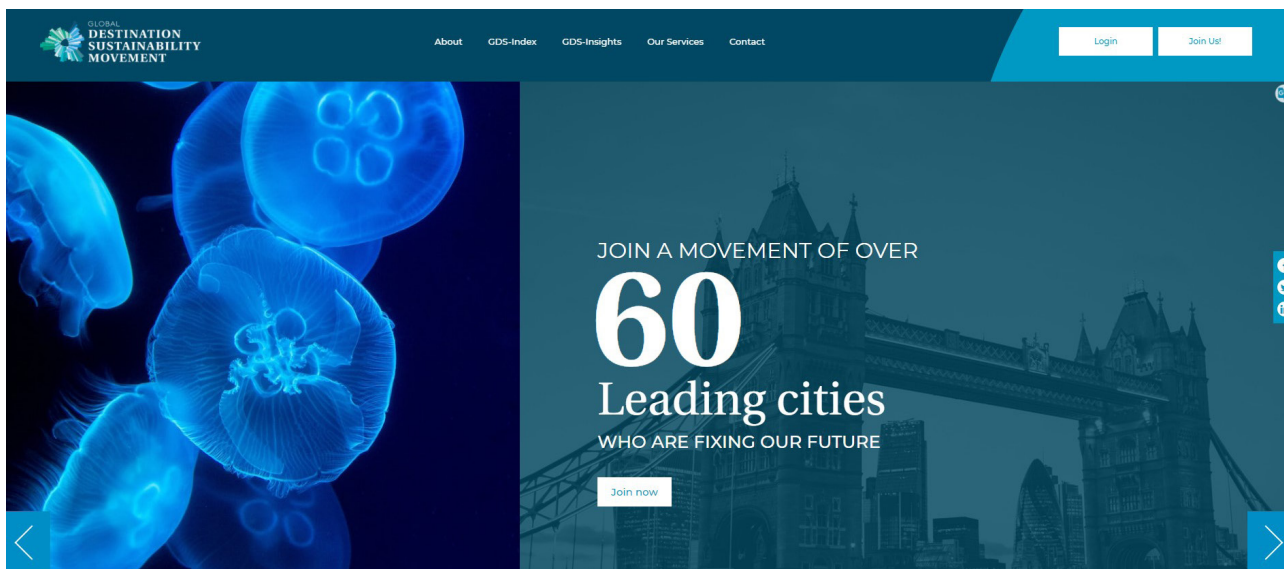 GLOBAL
DESTINATION
SUSTAINABILITY
MOVEMENT
About GDS-Index GDS-Insights Our Services Contact
Login Join Us!
JOIN A MOVEMENT OF OVER
60
Leading cities
WHO ARE FIXING OUR FUTURE
Join now